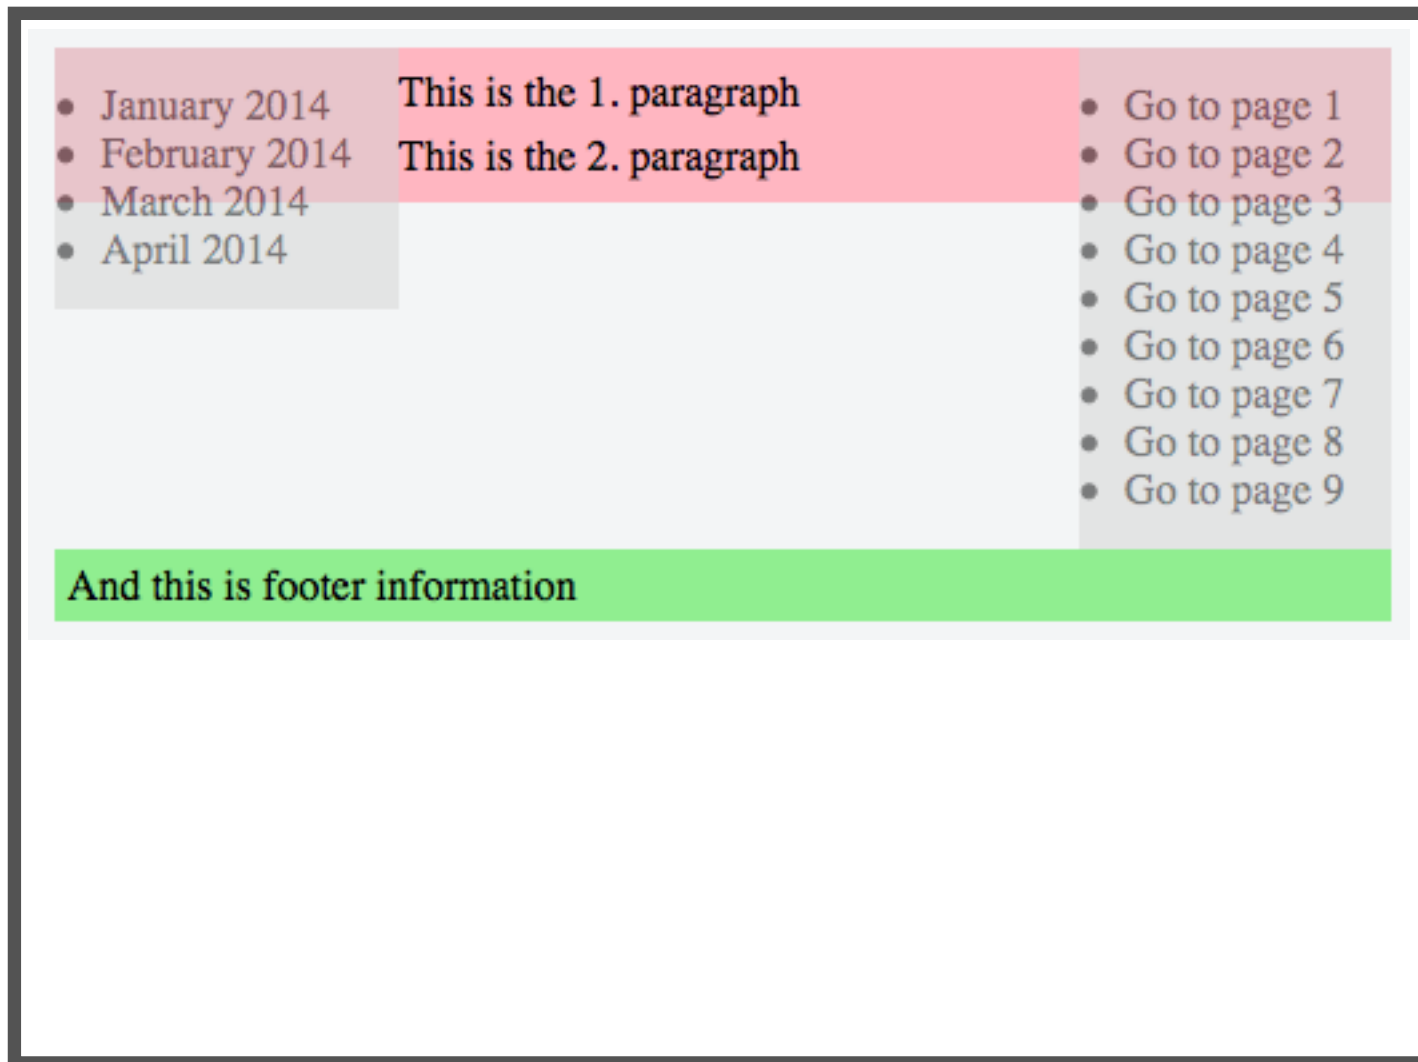 January 2014
February 2014
March 2014
April 2014
This is the 1. paragraph
This is the 2. paragraph
Go to page 1
Go to page 2
Go to page 3
Go to page 4
Go to page 5
Go to page 6
Go to page 7
Go to page 8
Go to page 9
And this is footer information